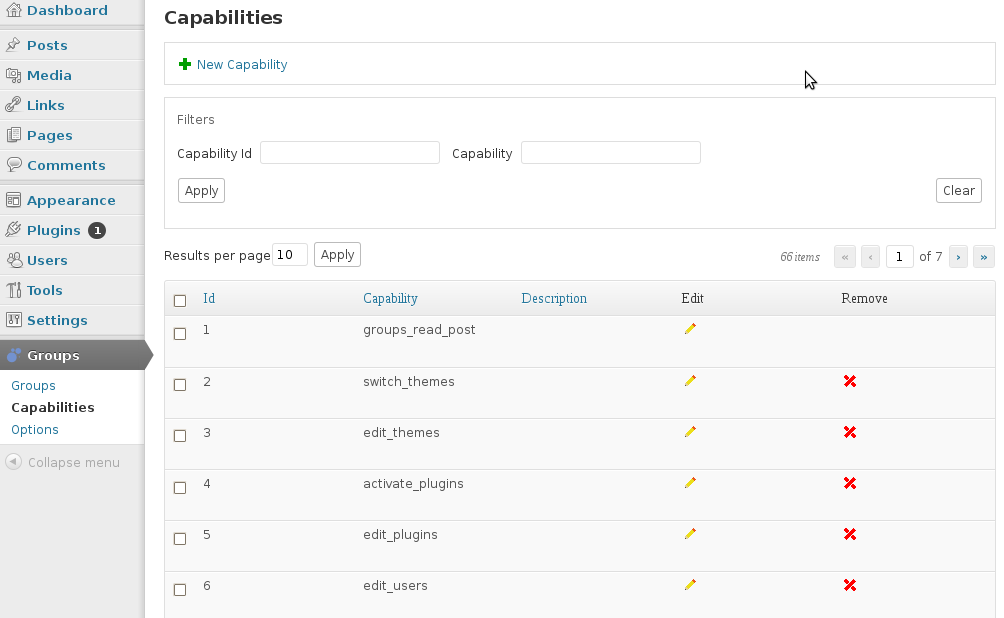 Dashboard
Posts
Media
Links
Pages
Comments
Appearance
Plugins 1
Users
Tools
Settings
Groups
Groups
Capabilities
Options
Collapse menu
Capabilities
New Capability
Filters
Capability Id Capability
Apply Clear
Results per page 10 Apply 66 items « ‹ 1 of 7 › »
Id Capability Description Edit Remove
1 groups_read_post
2 switch_themes
3 edit_themes
4 activate_plugins
5 edit_plugins
6 edit_users